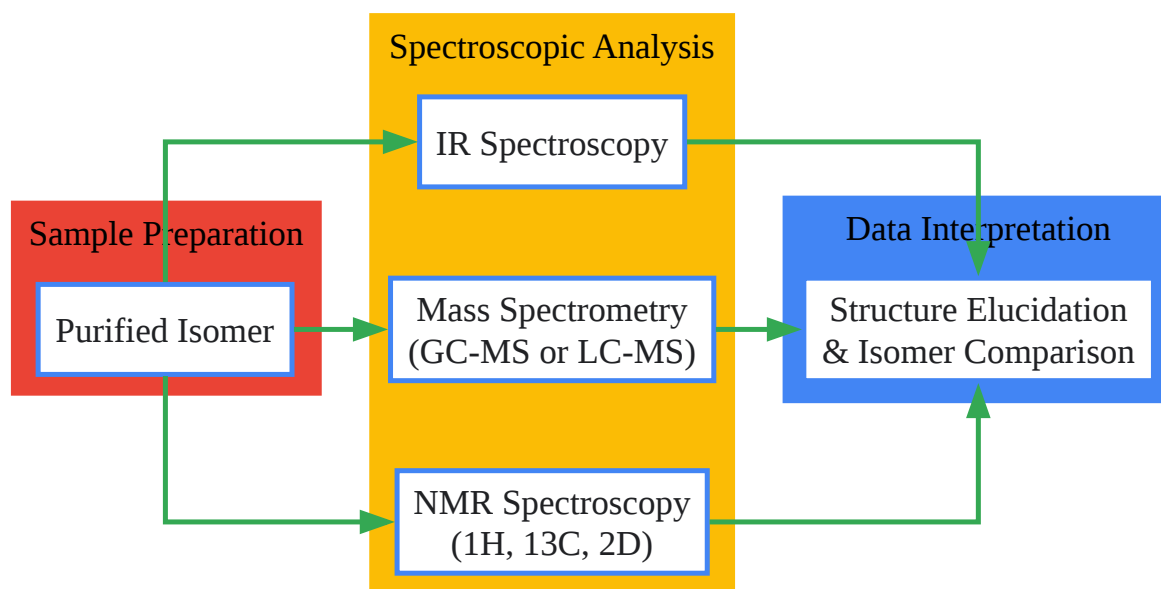 Spectroscopic Analysis
IR Spectroscopy
Sample Preparation
Purified Isomer
Mass Spectrometry
(GC-MS or LC-MS)
NMR Spectroscopy
(1H, 13C, 2D)
Data Interpretation
Structure Elucidation
& Isomer Comparison